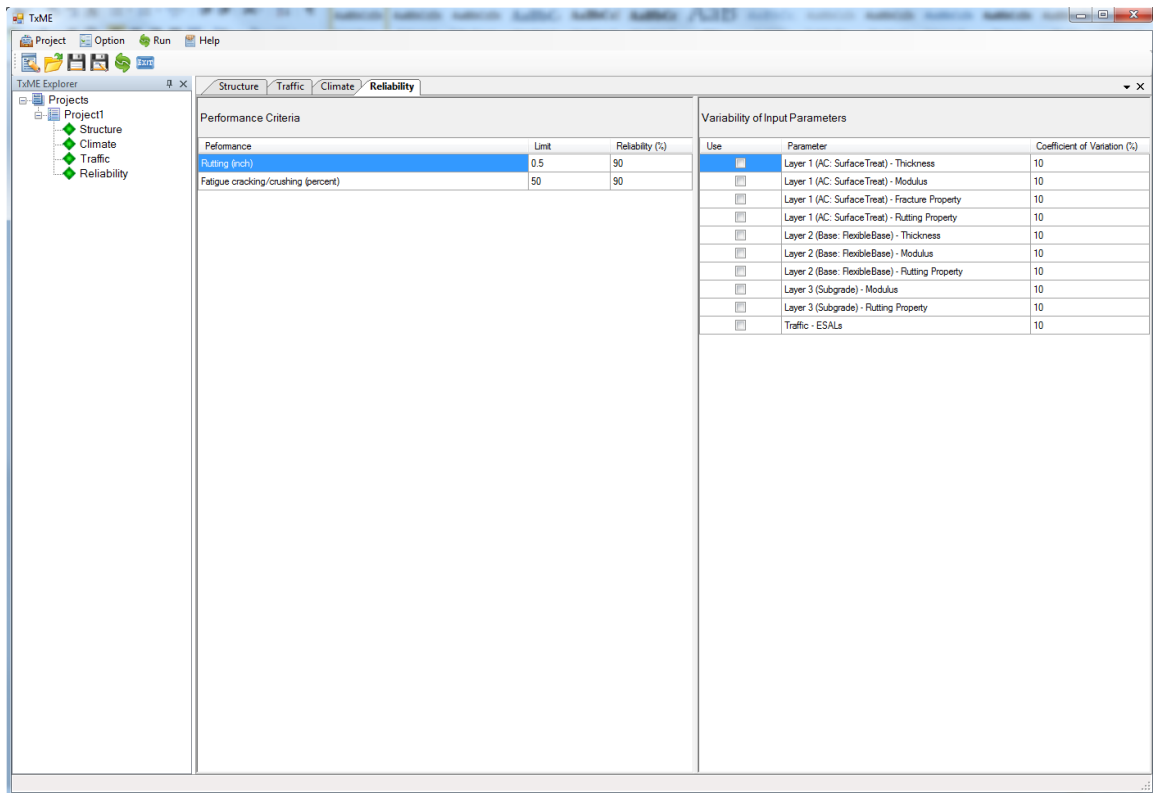 TxME
Project Option Run Help
EXIT
TxME Explorer
Projects
Project1
Structure
Climate
Traffic
Reliability
Structure Traffic Climate Reliability
Performance Criteria
Peformance Limit Reliability (%)
Rutting (inch) 0.5 90
Fatigue cracking/crushing (percent) 50 90
Variability of Input Parameters
Use Parameter Coefficient of Variation (%)
Layer 1 (AC: SurfaceTreat) - Thickness 10
Layer 1 (AC: SurfaceTreat) - Modulus 10
Layer 1 (AC: SurfaceTreat) - Fracture Property 10
Layer 1 (AC: SurfaceTreat) - Rutting Property 10
Layer 2 (Base: FlexibleBase) - Thickness 10
Layer 2 (Base: FlexibleBase) - Modulus 10
Layer 2 (Base: FlexibleBase) - Rutting Property 10
Layer 3 (Subgrade) - Modulus 10
Layer 3 (Subgrade) - Rutting Property 10
Traffic - ESALs 10